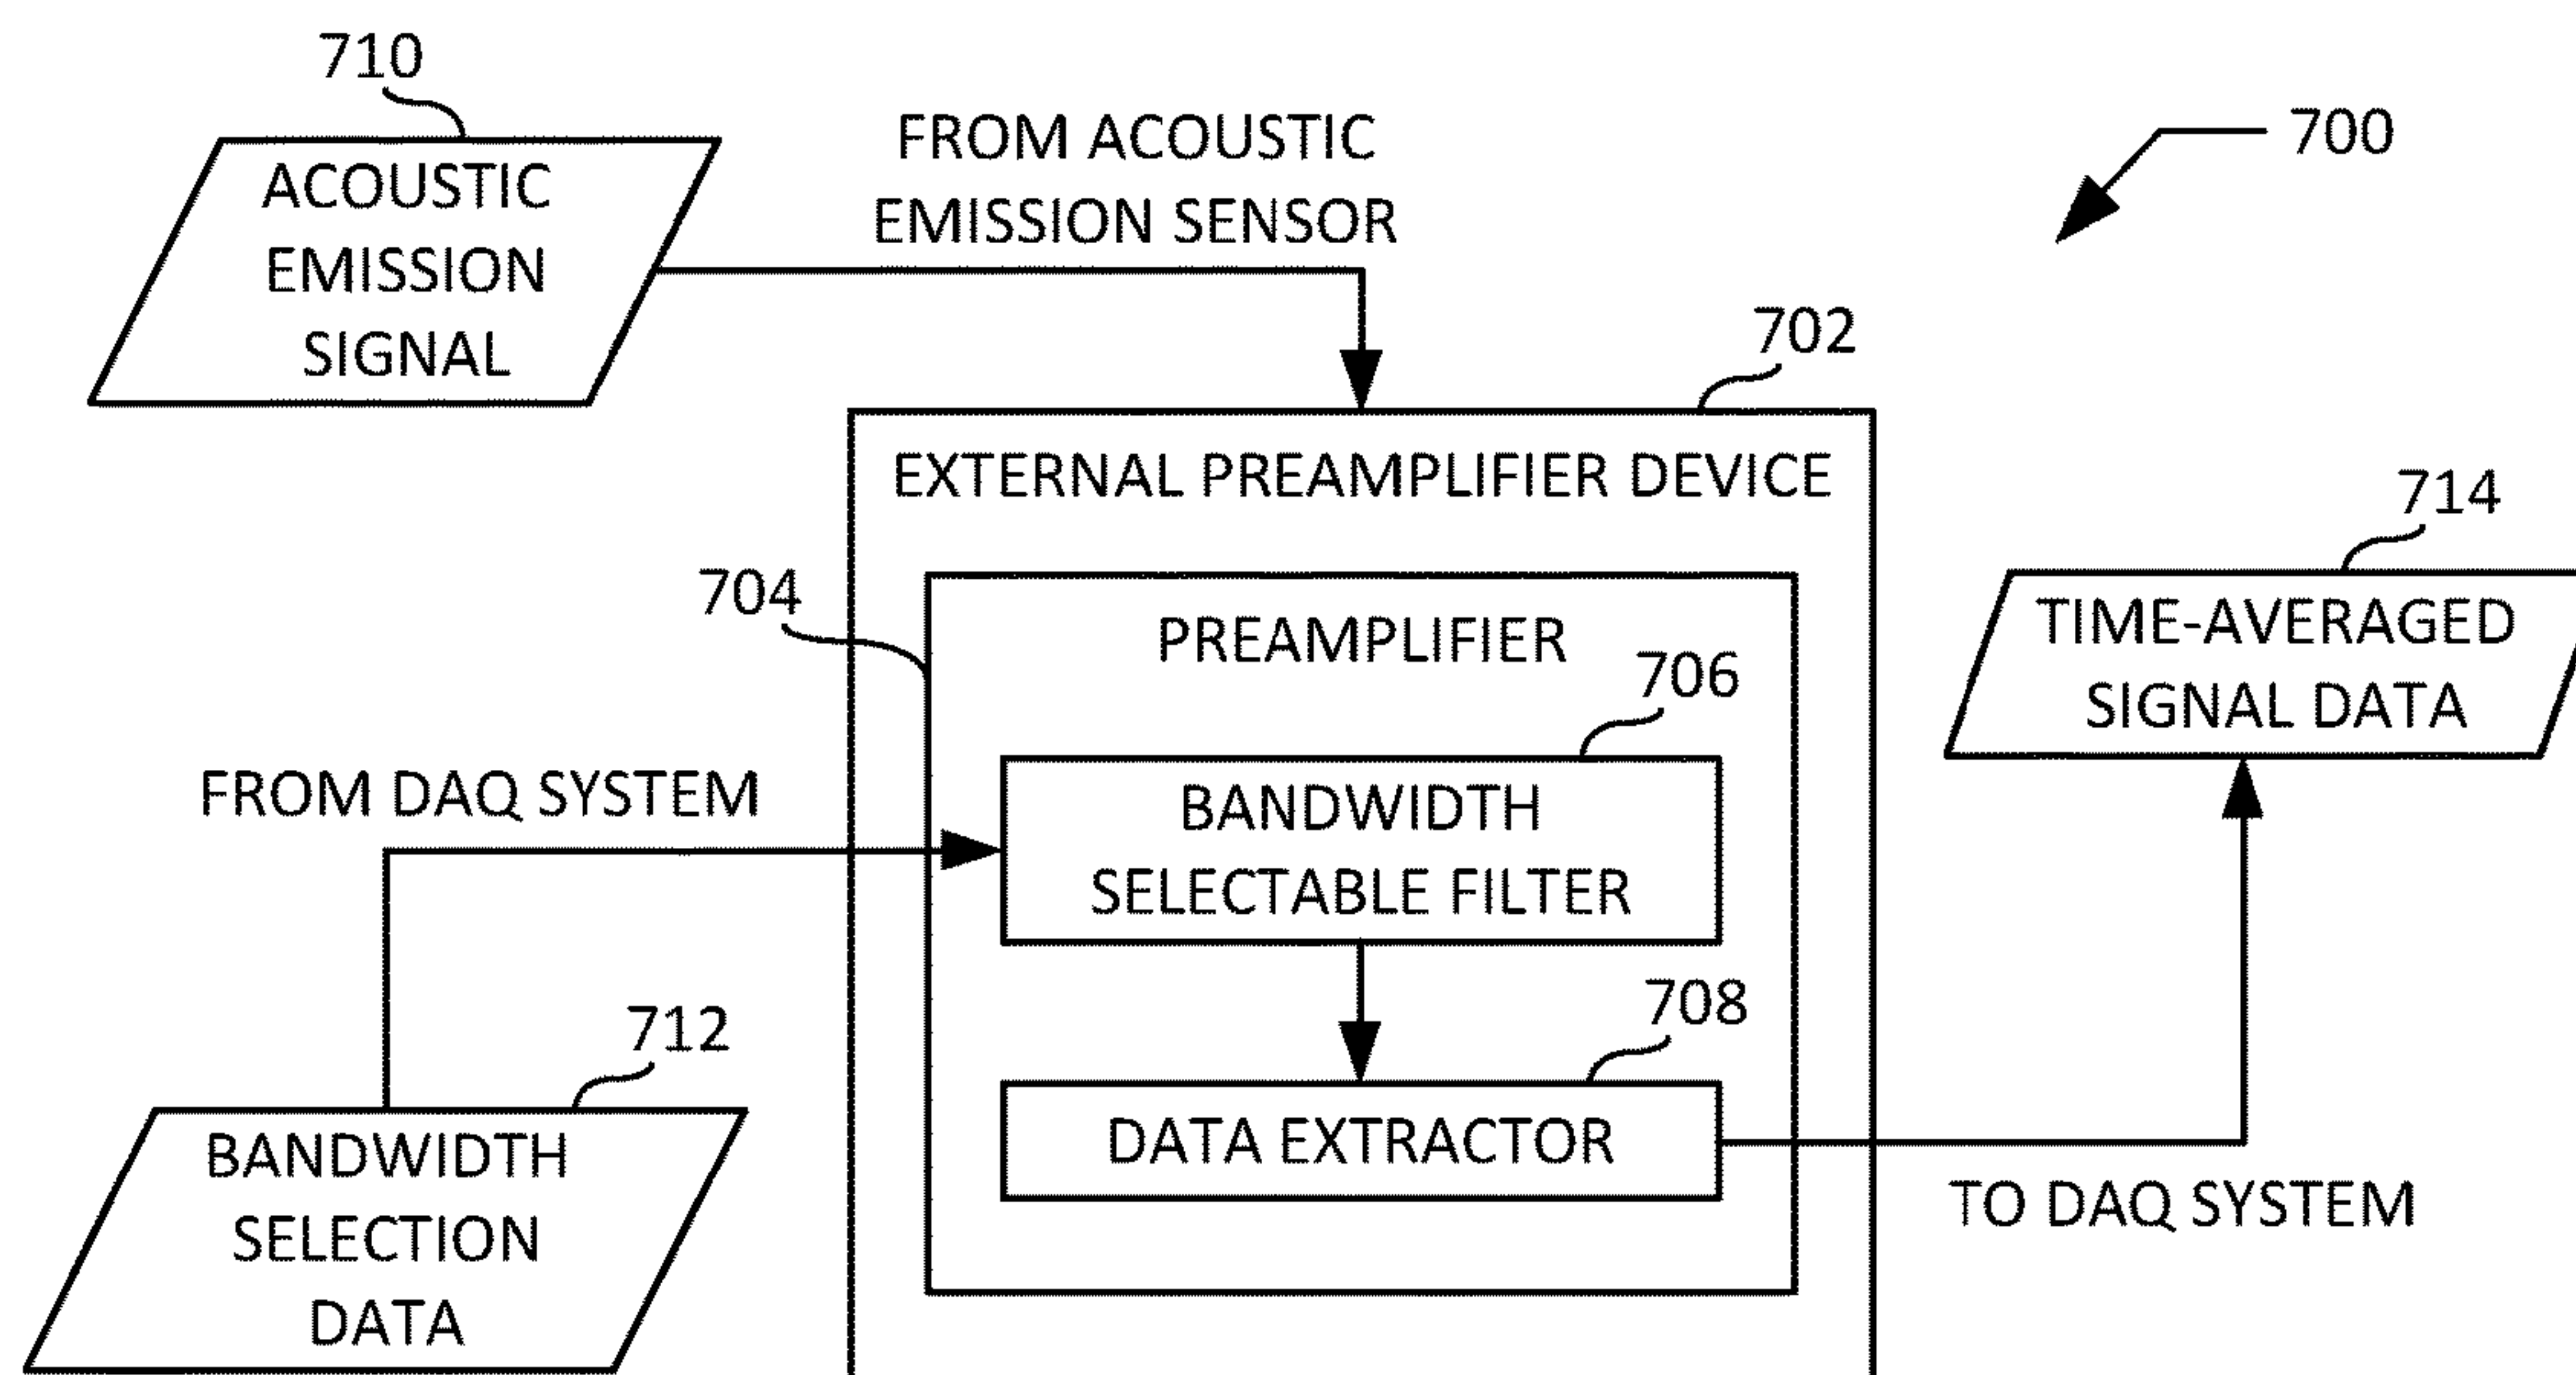 710
ACOUSTIC
EMISSION
SIGNAL
FROM ACOUSTIC
EMISSION SENSOR
700
702
EXTERNAL PREAMPLIFIER DEVICE
704
PREAMPLIFIER
706
BANDWIDTH
SELECTABLE FILTER
708
DATA EXTRACTOR
FROM DAQ SYSTEM
712
BANDWIDTH
SELECTION
DATA
714
TIME-AVERAGED
SIGNAL DATA
TO DAQ SYSTEM